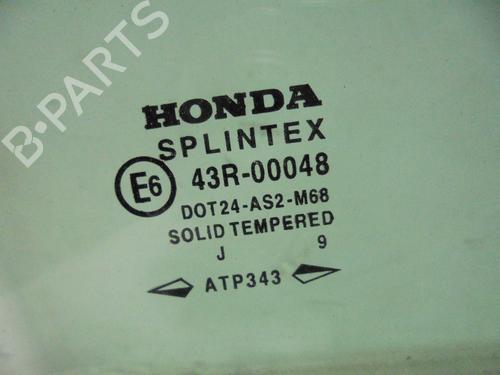 B-PARTS
HONDA
SPLINTEX
E6 43R-00048
DOT24-AS2-M68
SOLID TEMPERED
J 9
ATP343